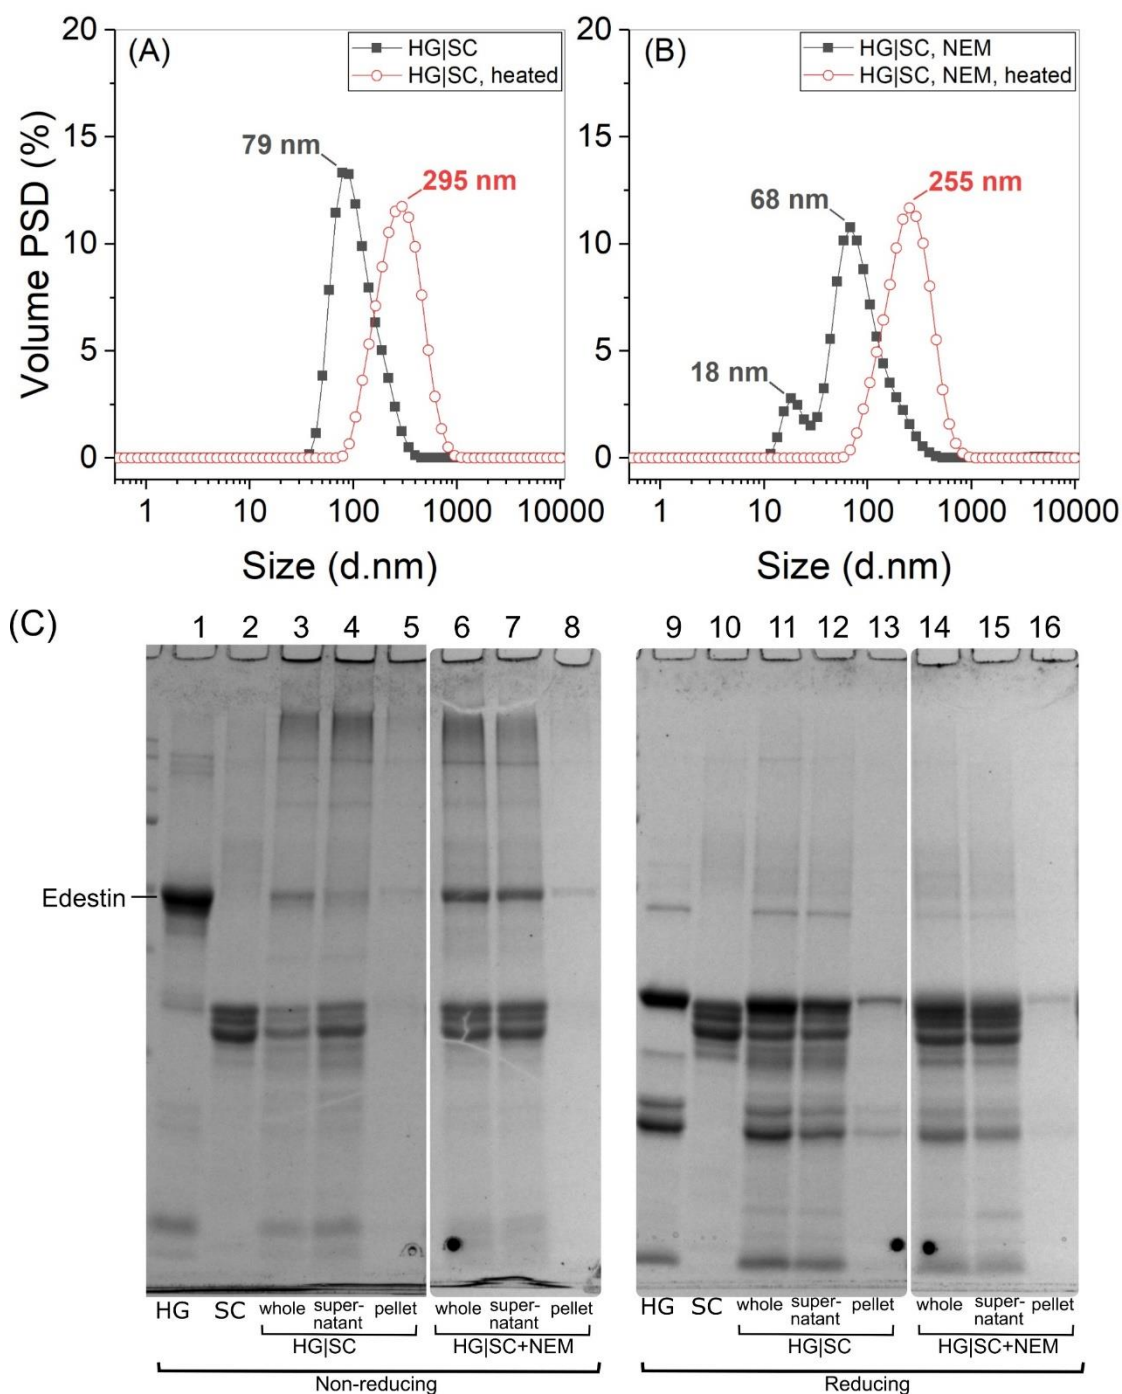 (A)
HG|SC
HG|SC, heated
79 nm
295 nm
20
15
10
5
0
Volume PSD (%)
1
10
100
1000
10000
Size (d.nm)
(B)
HG|SC, NEM
HG|SC, NEM, heated
68 nm
255 nm
18 nm
20
15
10
5
0
1
10
100
1000
10000
Size (d.nm)
(C)
1 2 3 4 5 6 7 8 9 10 11 12 13 14 15 16
Edestin
HG SC whole super- pellet whole super- pellet HG SC whole super- pellet whole super- pellet
natant natant natant natant
HG|SC HG|SC+NEM HG|SC HG|SC+NEM
Non-reducing Reducing